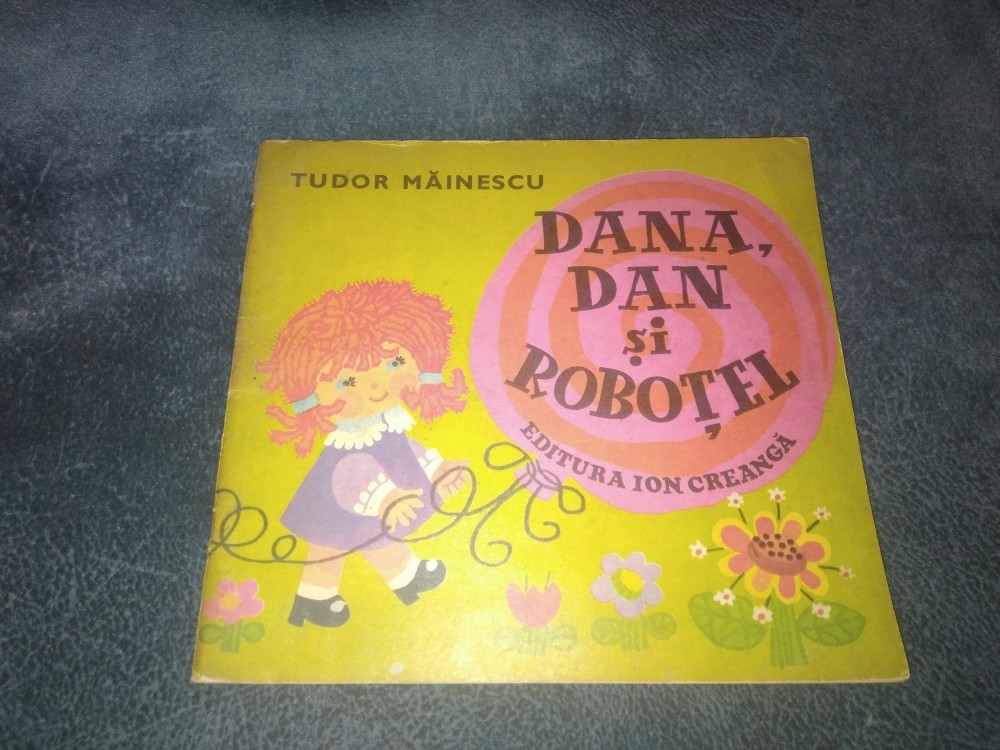 TUDOR MĂINESCU
DANA,
DAN
și
ROBOȚEL
EDITURA ION CREANGĂ